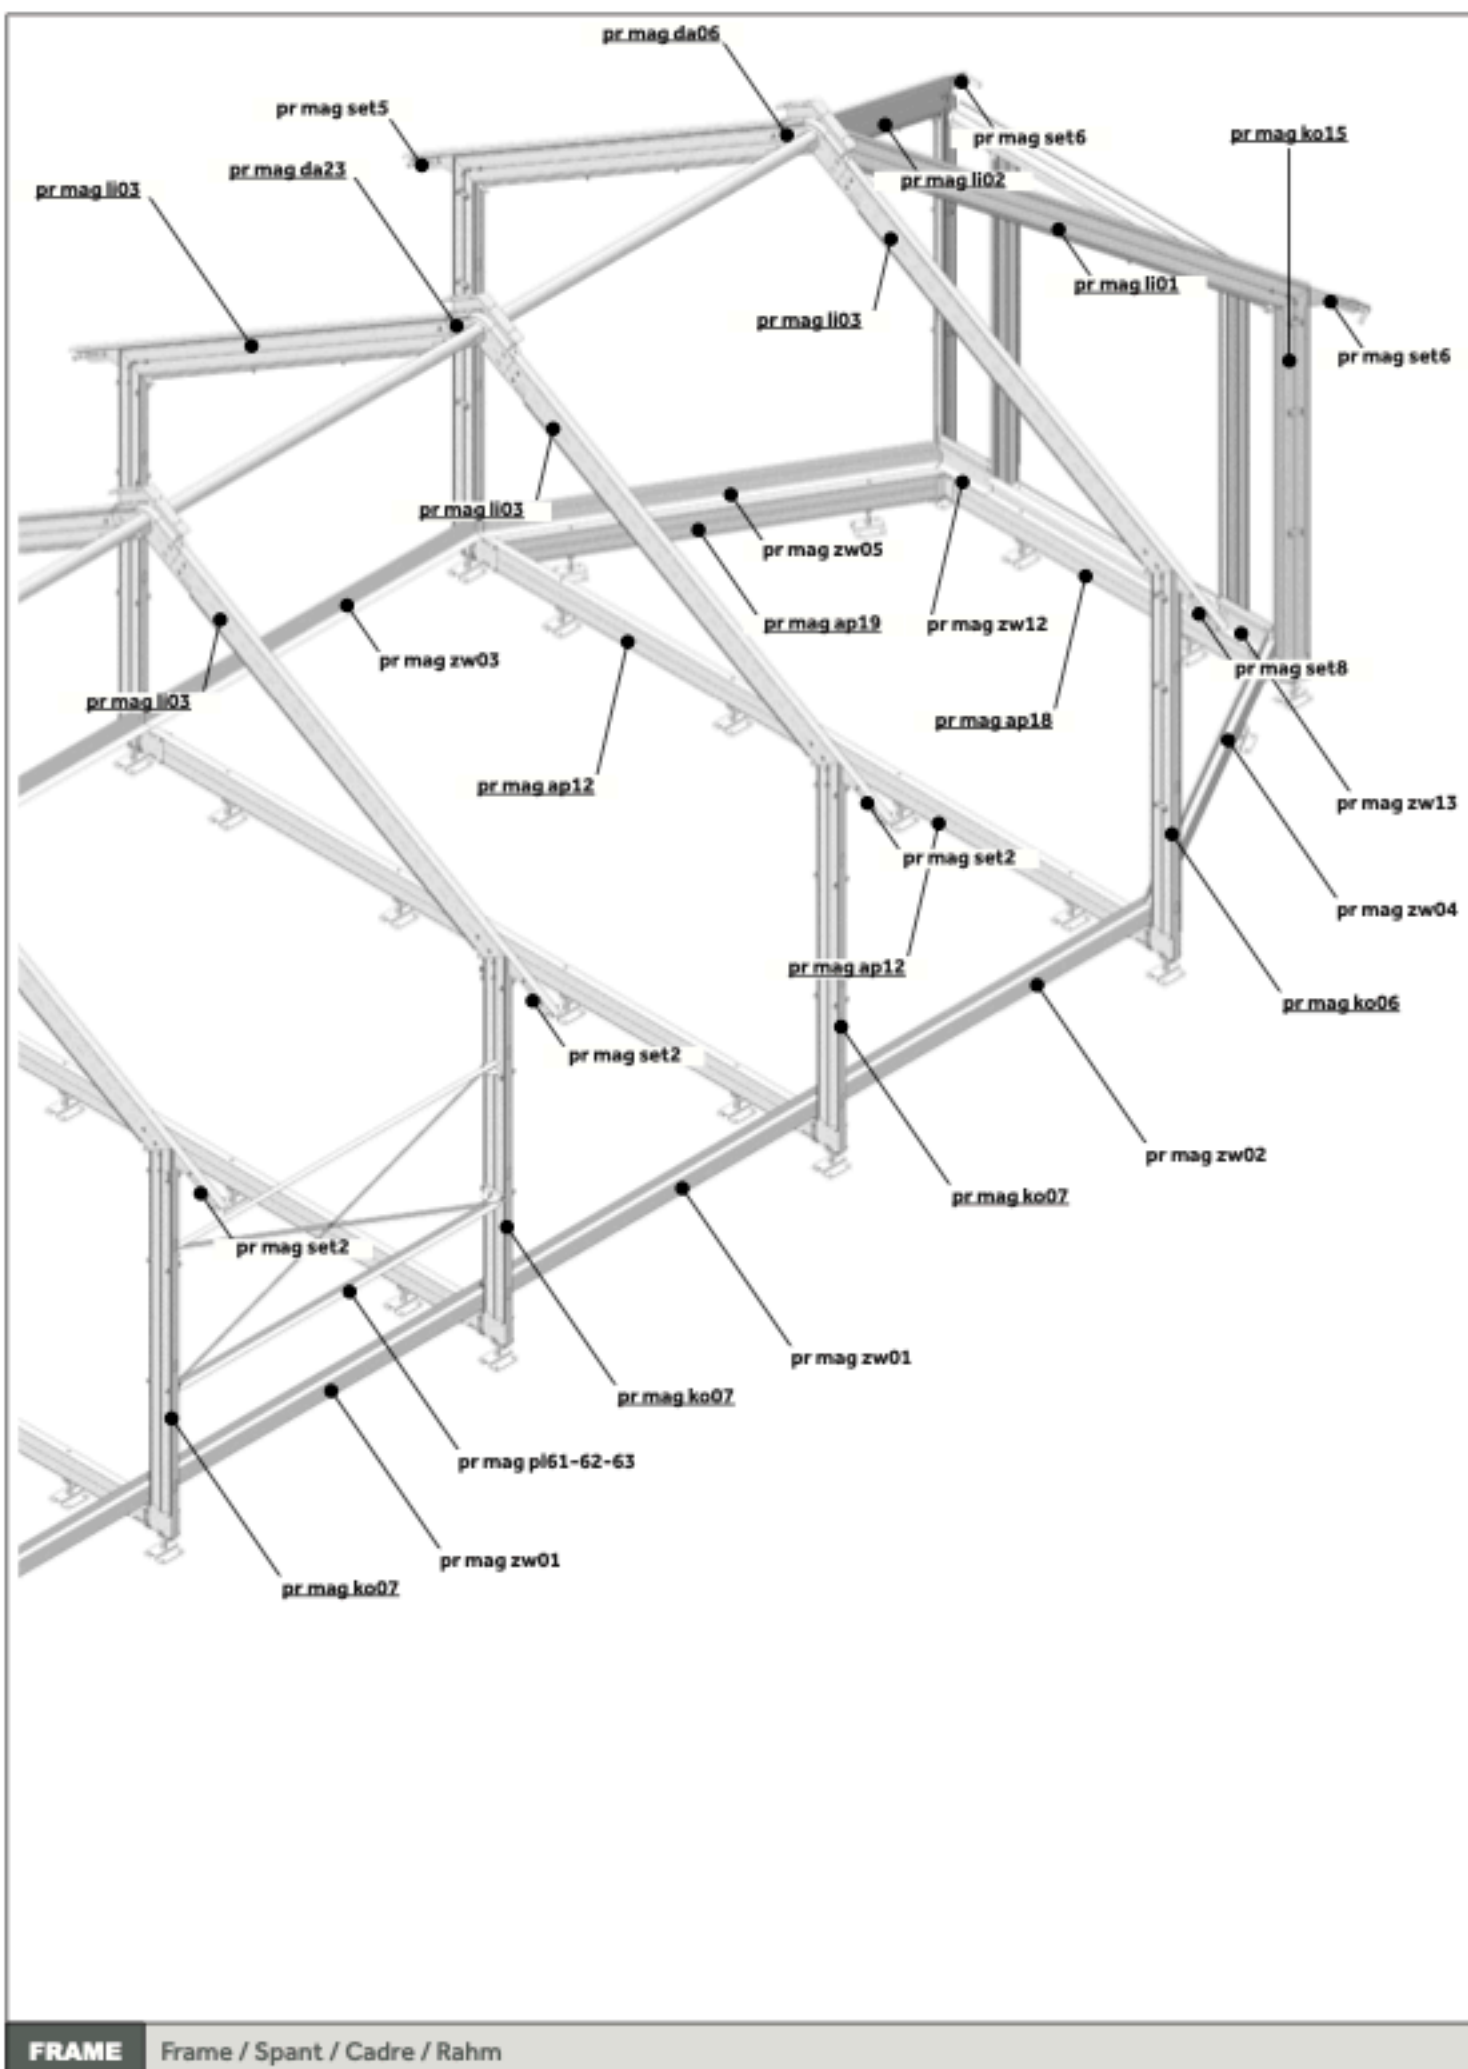 pr mag da06
pr mag set5
pr mag set6
pr mag ko15
pr mag da23
pr mag li02
pr mag li03
pr mag li01
pr mag li03
pr mag set6
pr mag li03
pr mag zw05
pr mag ap19
pr mag zw12
pr mag zw03
pr mag set8
pr mag li03
pr mag ap18
pr mag ap12
pr mag zw13
pr mag set2
pr mag zw04
pr mag ap12
pr mag ko06
pr mag set2
pr mag zw02
pr mag ko07
pr mag set2
pr mag zw01
pr mag ko07
pr mag pl61-62-63
pr mag zw01
pr mag ko07
FRAME Frame / Spant / Cadre / Rahm